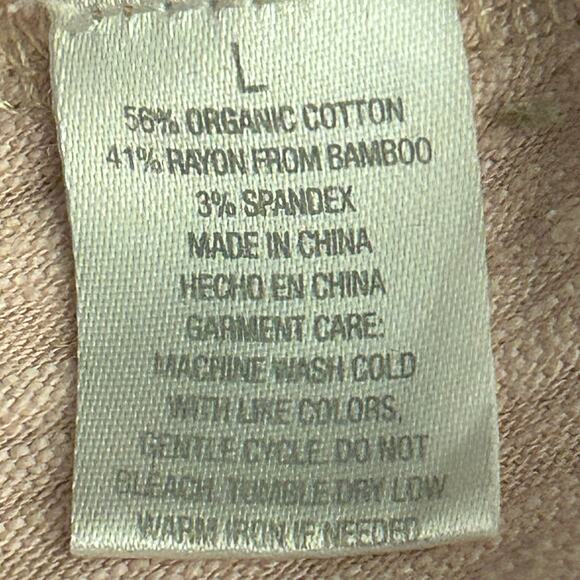 L
56% ORGANIC COTTON
41% RAYON FROM BAMBOO
3% SPANDEX
MADE IN CHINA
HECHO EN CHINA
GARMENT CARE:
MACHINE WASH COLD
WITH LIKE COLORS,
GENTLE CYCLE. DO NOT
BLEACH. TUMBLE DRY LOW
WARM IRON IF NEEDED